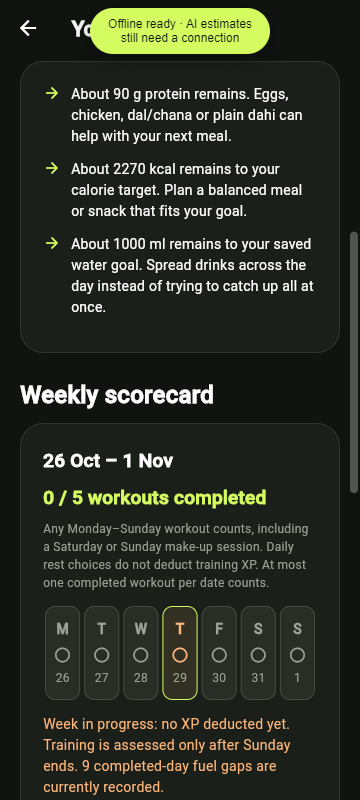 Offline ready · AI estimates
still need a connection
Yo
About 90 g protein remains. Eggs,
chicken, dal/chana or plain dahi can
help with your next meal.
About 2270 kcal remains to your
calorie target. Plan a balanced meal
or snack that fits your goal.
About 1000 ml remains to your saved
water goal. Spread drinks across the
day instead of trying to catch up all at
once.
Weekly scorecard
26 Oct – 1 Nov
0 / 5 workouts completed
Any Monday–Sunday workout counts, including
a Saturday or Sunday make-up session. Daily
rest choices do not deduct training XP. At most
one completed workout per date counts.
M T W T F S S
26 27 28 29 30 31 1
Week in progress: no XP deducted yet.
Training is assessed only after Sunday
ends. 9 completed-day fuel gaps are
currently recorded.